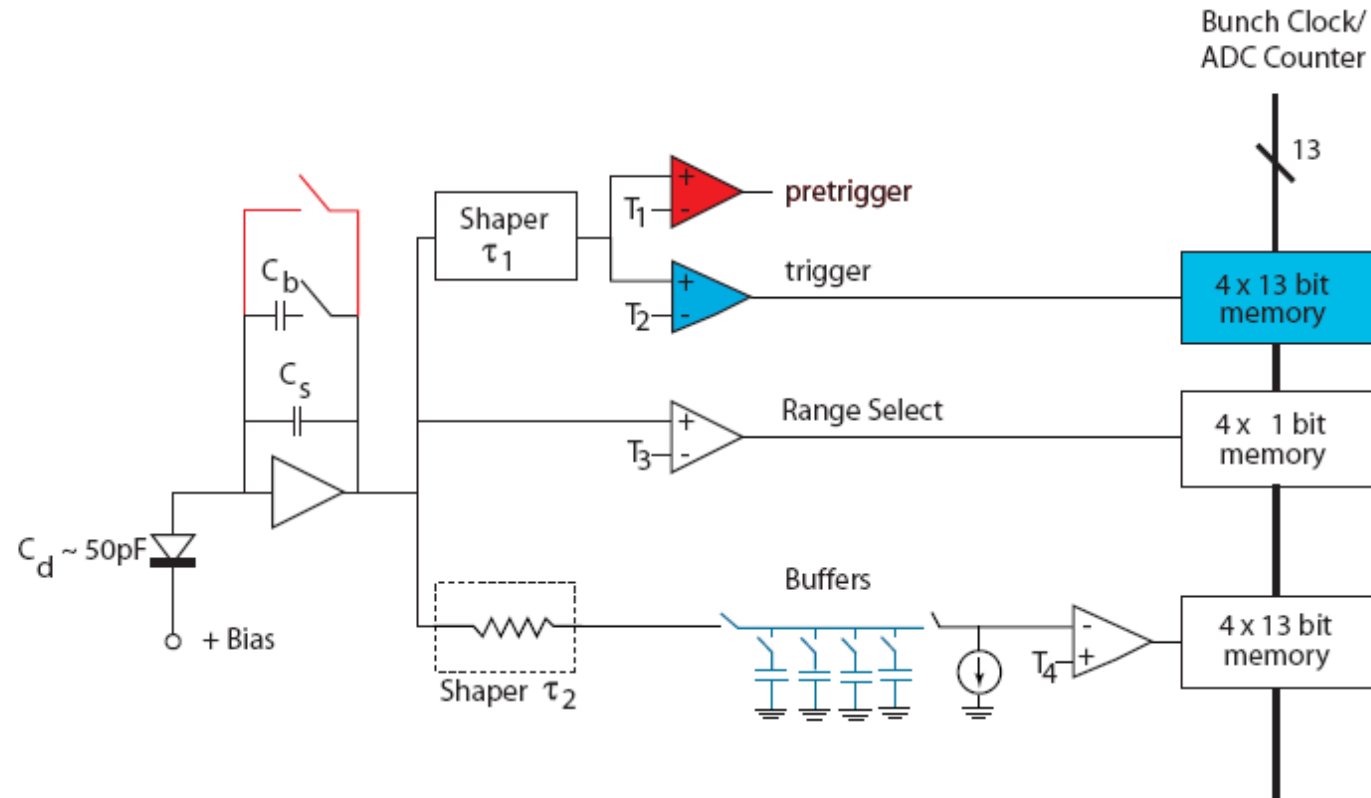 Bunch Clock/
ADC Counter
13
Shaper
τ1
T1
+
-
pretrigger
T2
+
-
trigger
4 x 13 bit
memory
Cb
Cs
T3
+
-
Range Select
4 x 1 bit
memory
Cd ~ 50pF
+ Bias
Shaper τ2
Buffers
T4
-
+
4 x 13 bit
memory